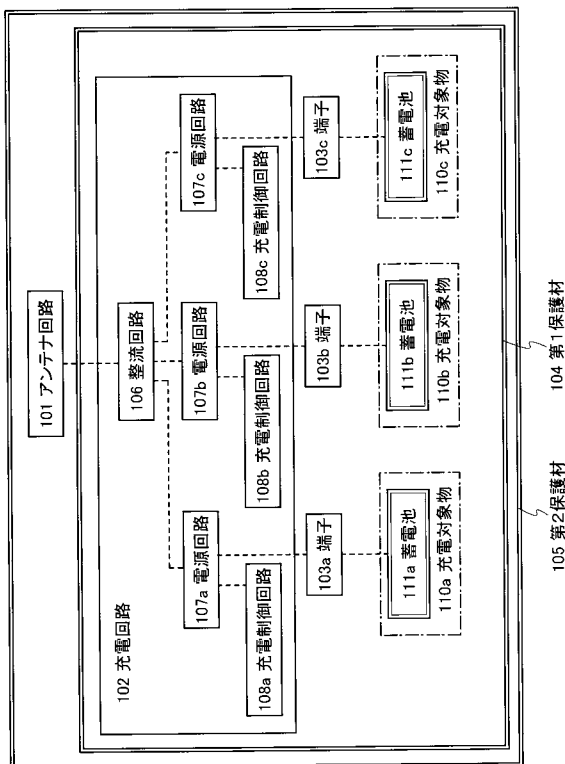 101 アンテナ回路
102 充電回路
106 整流回路
107a 電源回路
107b 電源回路
107c 電源回路
108a 充電制御回路
108b 充電制御回路
108c 充電制御回路
103a 端子
103b 端子
103c 端子
111a 蓄電池
110a 充電対象物
111b 蓄電池
110b 充電対象物
111c 蓄電池
110c 充電対象物
105 第2保護材
104 第1保護材